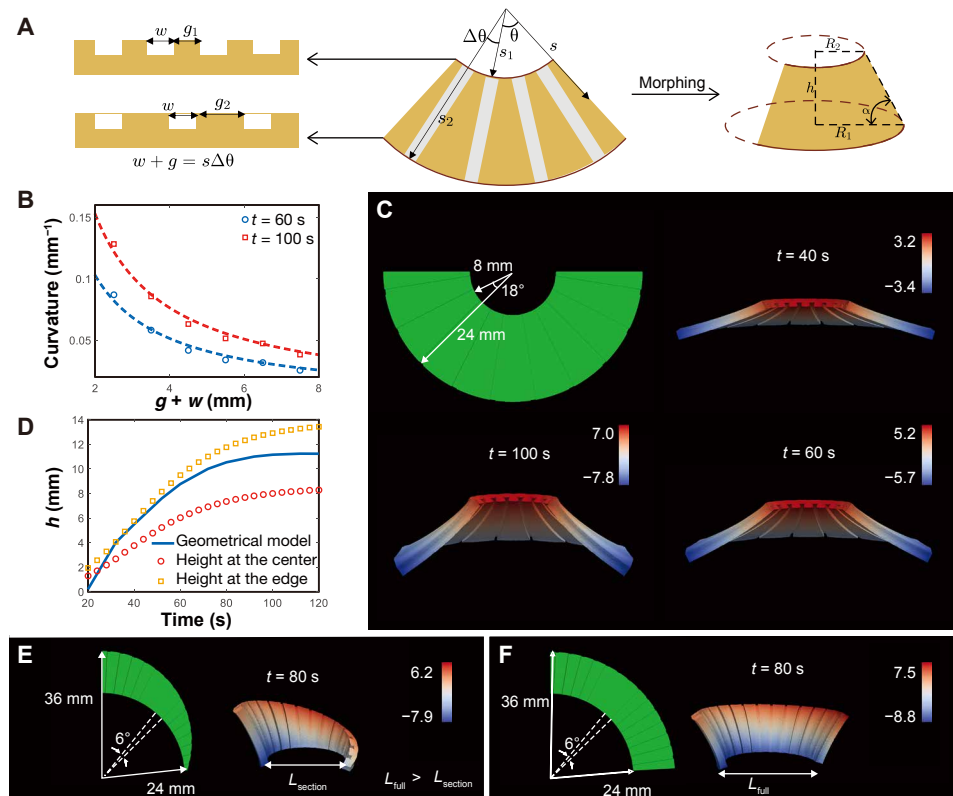 A
w g₁
w g₂
w + g = sΔθ
Δθ θ
s₁ s
s₂
Morphing
R₂
h
α
R₁
B
Curvature (mm⁻¹)
0.15
0.1
0.05
t = 60 s
t = 100 s
2 4 6 8
g + w (mm)
C
8 mm
18°
24 mm
t = 40 s
3.2
−3.4
t = 100 s
7.0
−7.8
t = 60 s
5.2
−5.7
D
h (mm)
14
12
10
8
6
4
2
0
Geometrical model
Height at the center
Height at the edge
20 40 60 80 100 120
Time (s)
E
36 mm
6°
24 mm
t = 80 s
6.2
−7.9
Lsection
Lfull > Lsection
F
36 mm
6°
24 mm
t = 80 s
7.5
−8.8
Lfull